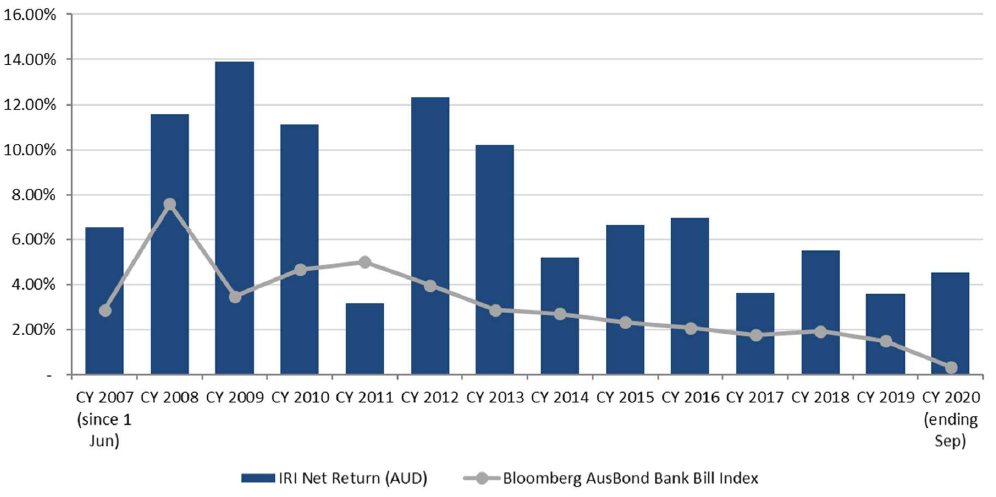 16.00%
14.00%
12.00%
10.00%
8.00%
6.00%
4.00%
2.00%
-
CY 2007 CY 2008 CY 2009 CY 2010 CY 2011 CY 2012 CY 2013 CY 2014 CY 2015 CY 2016 CY 2017 CY 2018 CY 2019 CY 2020
(since 1 (ending
Jun) Sep)
IRI Net Return (AUD) Bloomberg AusBond Bank Bill Index